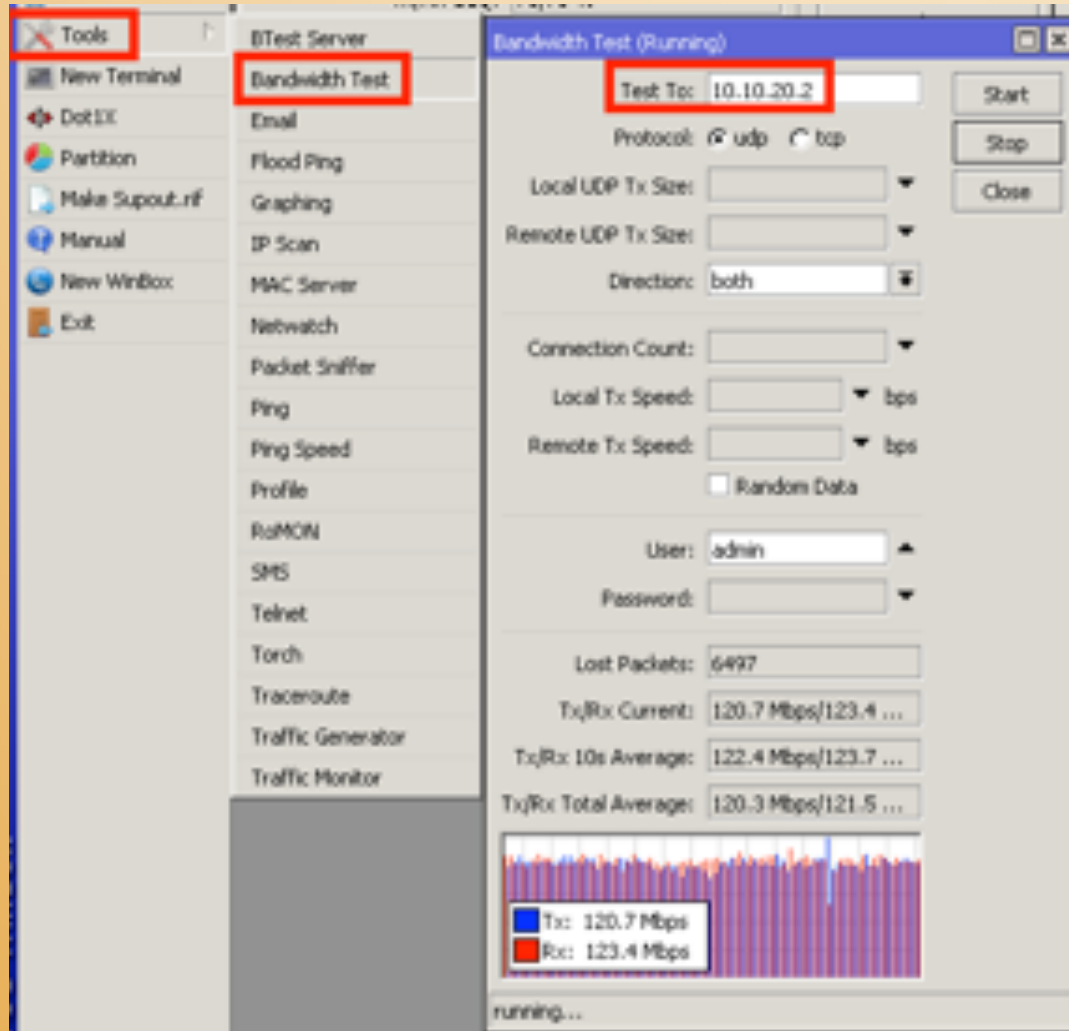 Tools
New Terminal
Dot1X
Partition
Make Supout.rif
Manual
New WinBox
Exit
BTest Server
Bandwidth Test
Email
Flood Ping
Graphing
IP Scan
MAC Server
Netwatch
Packet Sniffer
Ping
Ping Speed
Profile
RoMON
SMS
Telnet
Torch
Traceroute
Traffic Generator
Traffic Monitor
Bandwidth Test (Running)
Test To: 10.10.20.2
Start
Protocol: udp tcp
Stop
Local UDP Tx Size:
Close
Remote UDP Tx Size:
Direction: both
Connection Count:
Local Tx Speed: bps
Remote Tx Speed: bps
Random Data
User: admin
Password:
Lost Packets: 6497
Tx/Rx Current: 120.7 Mbps/123.4 ...
Tx/Rx 10s Average: 122.4 Mbps/123.7 ...
Tx/Rx Total Average: 120.3 Mbps/121.5 ...
Tx: 120.7 Mbps
Rx: 123.4 Mbps
running...